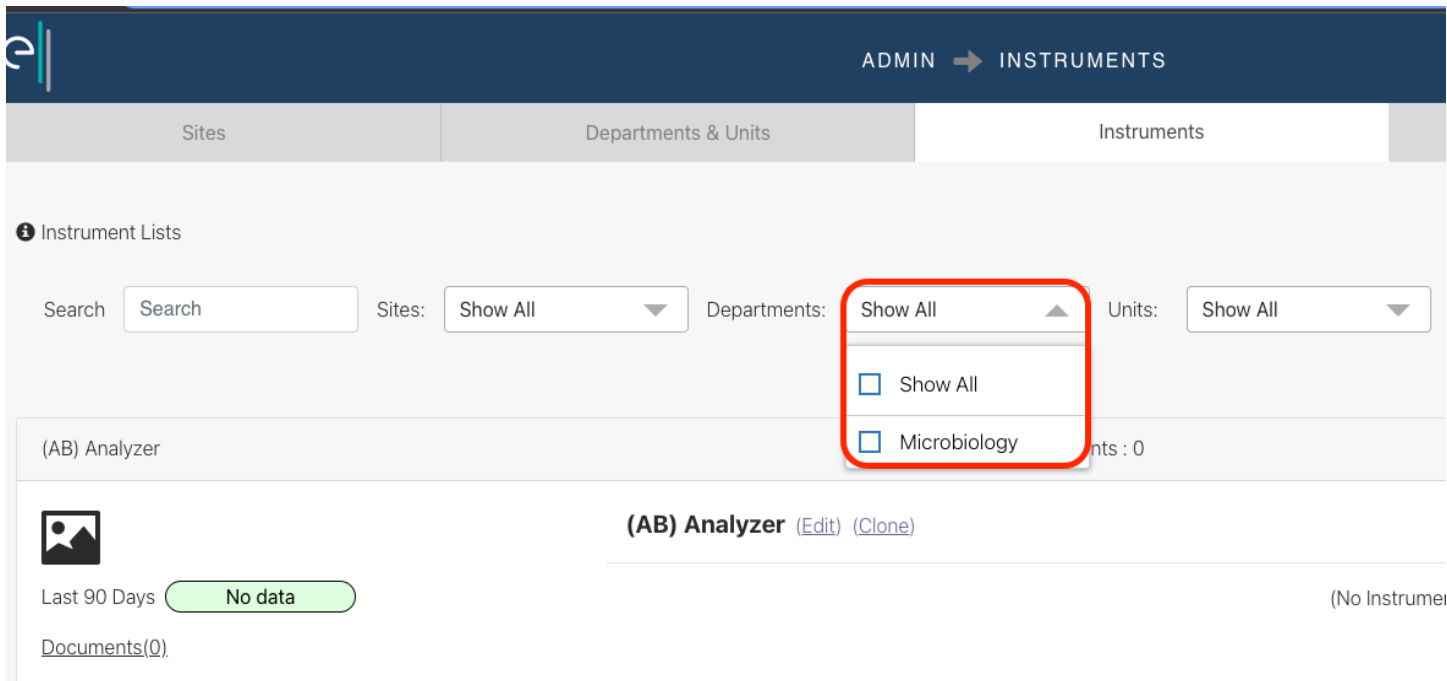 e
ADMIN INSTRUMENTS
Sites Departments & Units Instruments
Instrument Lists
Search Search Sites: Show All Departments: Show All Units: Show All
Show All
Microbiology
(AB) Analyzer nts : 0
(AB) Analyzer (Edit) (Clone)
Last 90 Days No data
(No Instrumen
Documents(0)